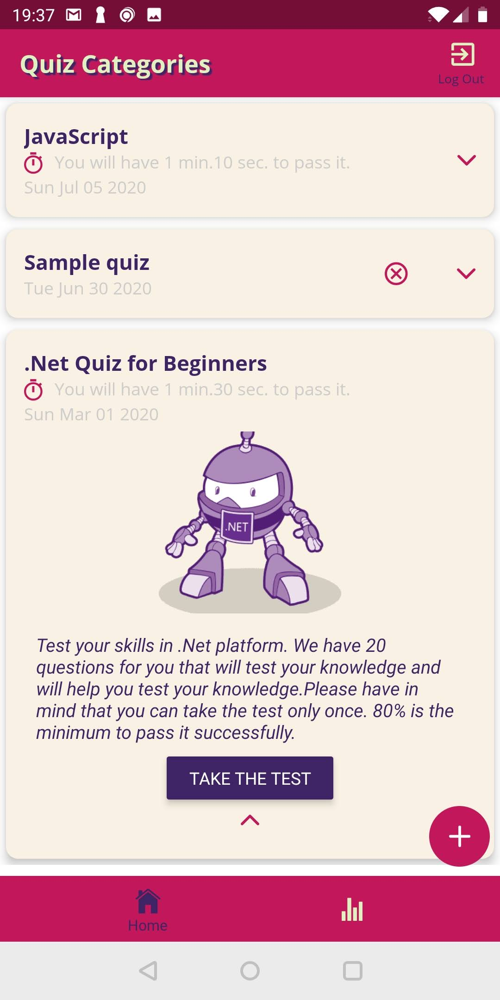 19:37
Quiz Categories
Log Out
JavaScript
You will have 1 min.10 sec. to pass it.
Sun Jul 05 2020
Sample quiz
Tue Jun 30 2020
.Net Quiz for Beginners
You will have 1 min.30 sec. to pass it.
Sun Mar 01 2020
.NET
Test your skills in .Net platform. We have 20
questions for you that will test your knowledge and
will help you test your knowledge.Please have in
mind that you can take the test only once. 80% is the
minimum to pass it successfully.
TAKE THE TEST
Home